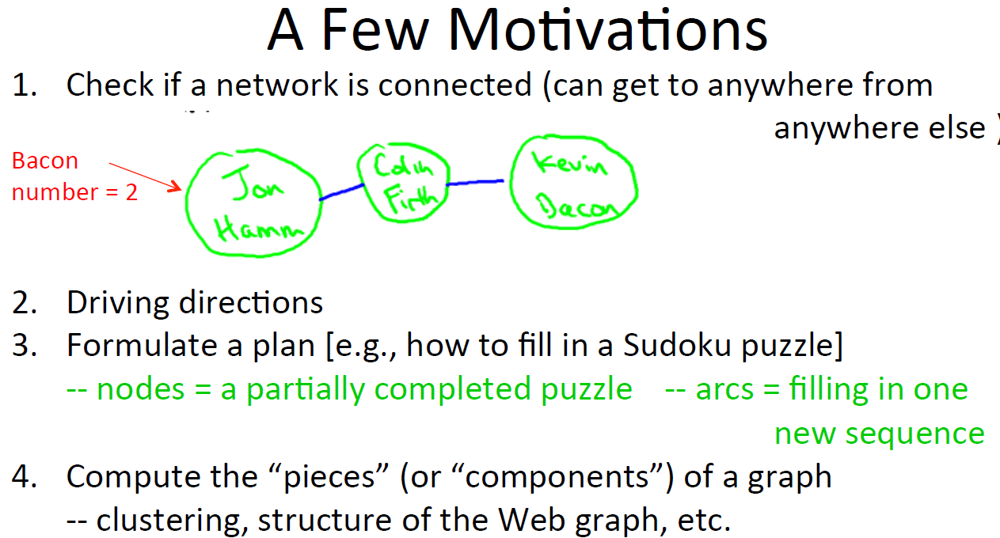 A Few Motivations
1. Check if a network is connected (can get to anywhere from
anywhere else )
Bacon
number = 2
Jon
Hamm
Colin
Firth
Kevin
Bacon
2. Driving directions
3. Formulate a plan [e.g., how to fill in a Sudoku puzzle]
-- nodes = a partially completed puzzle -- arcs = filling in one
new sequence
4. Compute the “pieces” (or “components”) of a graph
-- clustering, structure of the Web graph, etc.